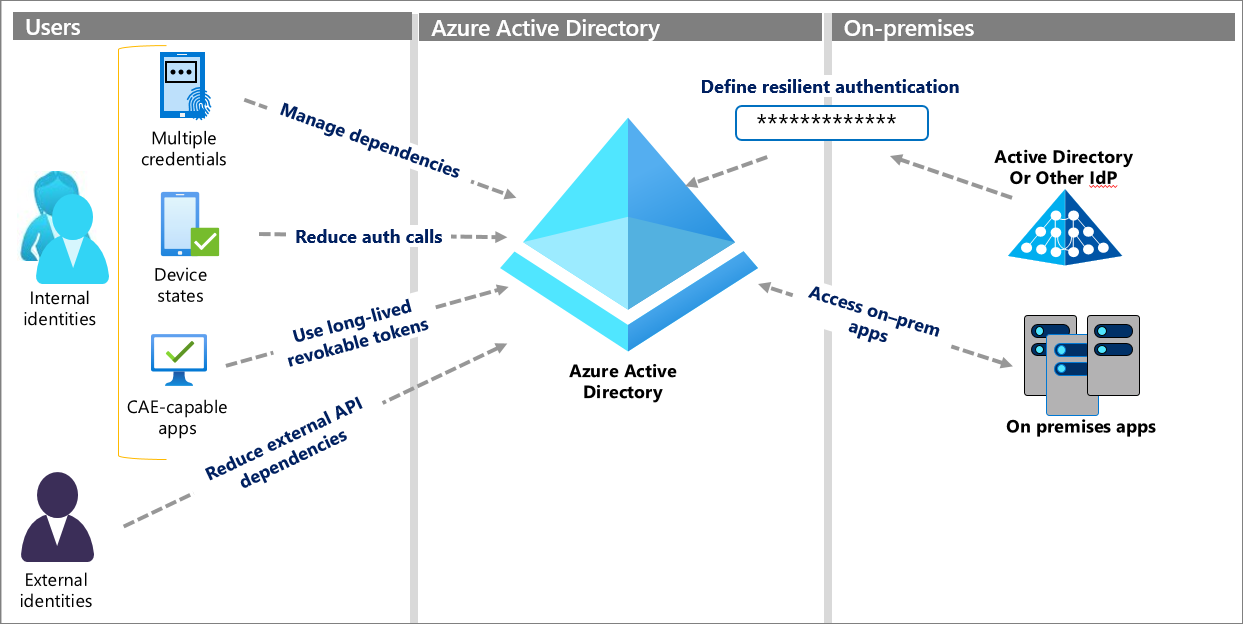 Users
Azure Active Directory
On-premises
Multiple
credentials
Device
states
CAE-capable
apps
Internal
identities
External
identities
Manage dependencies
Reduce auth calls
Use long-lived
revokable tokens
Reduce external API
dependencies
Azure Active
Directory
Define resilient authentication
*************
Active Directory
Or Other IdP
Access on–prem
apps
On premises apps